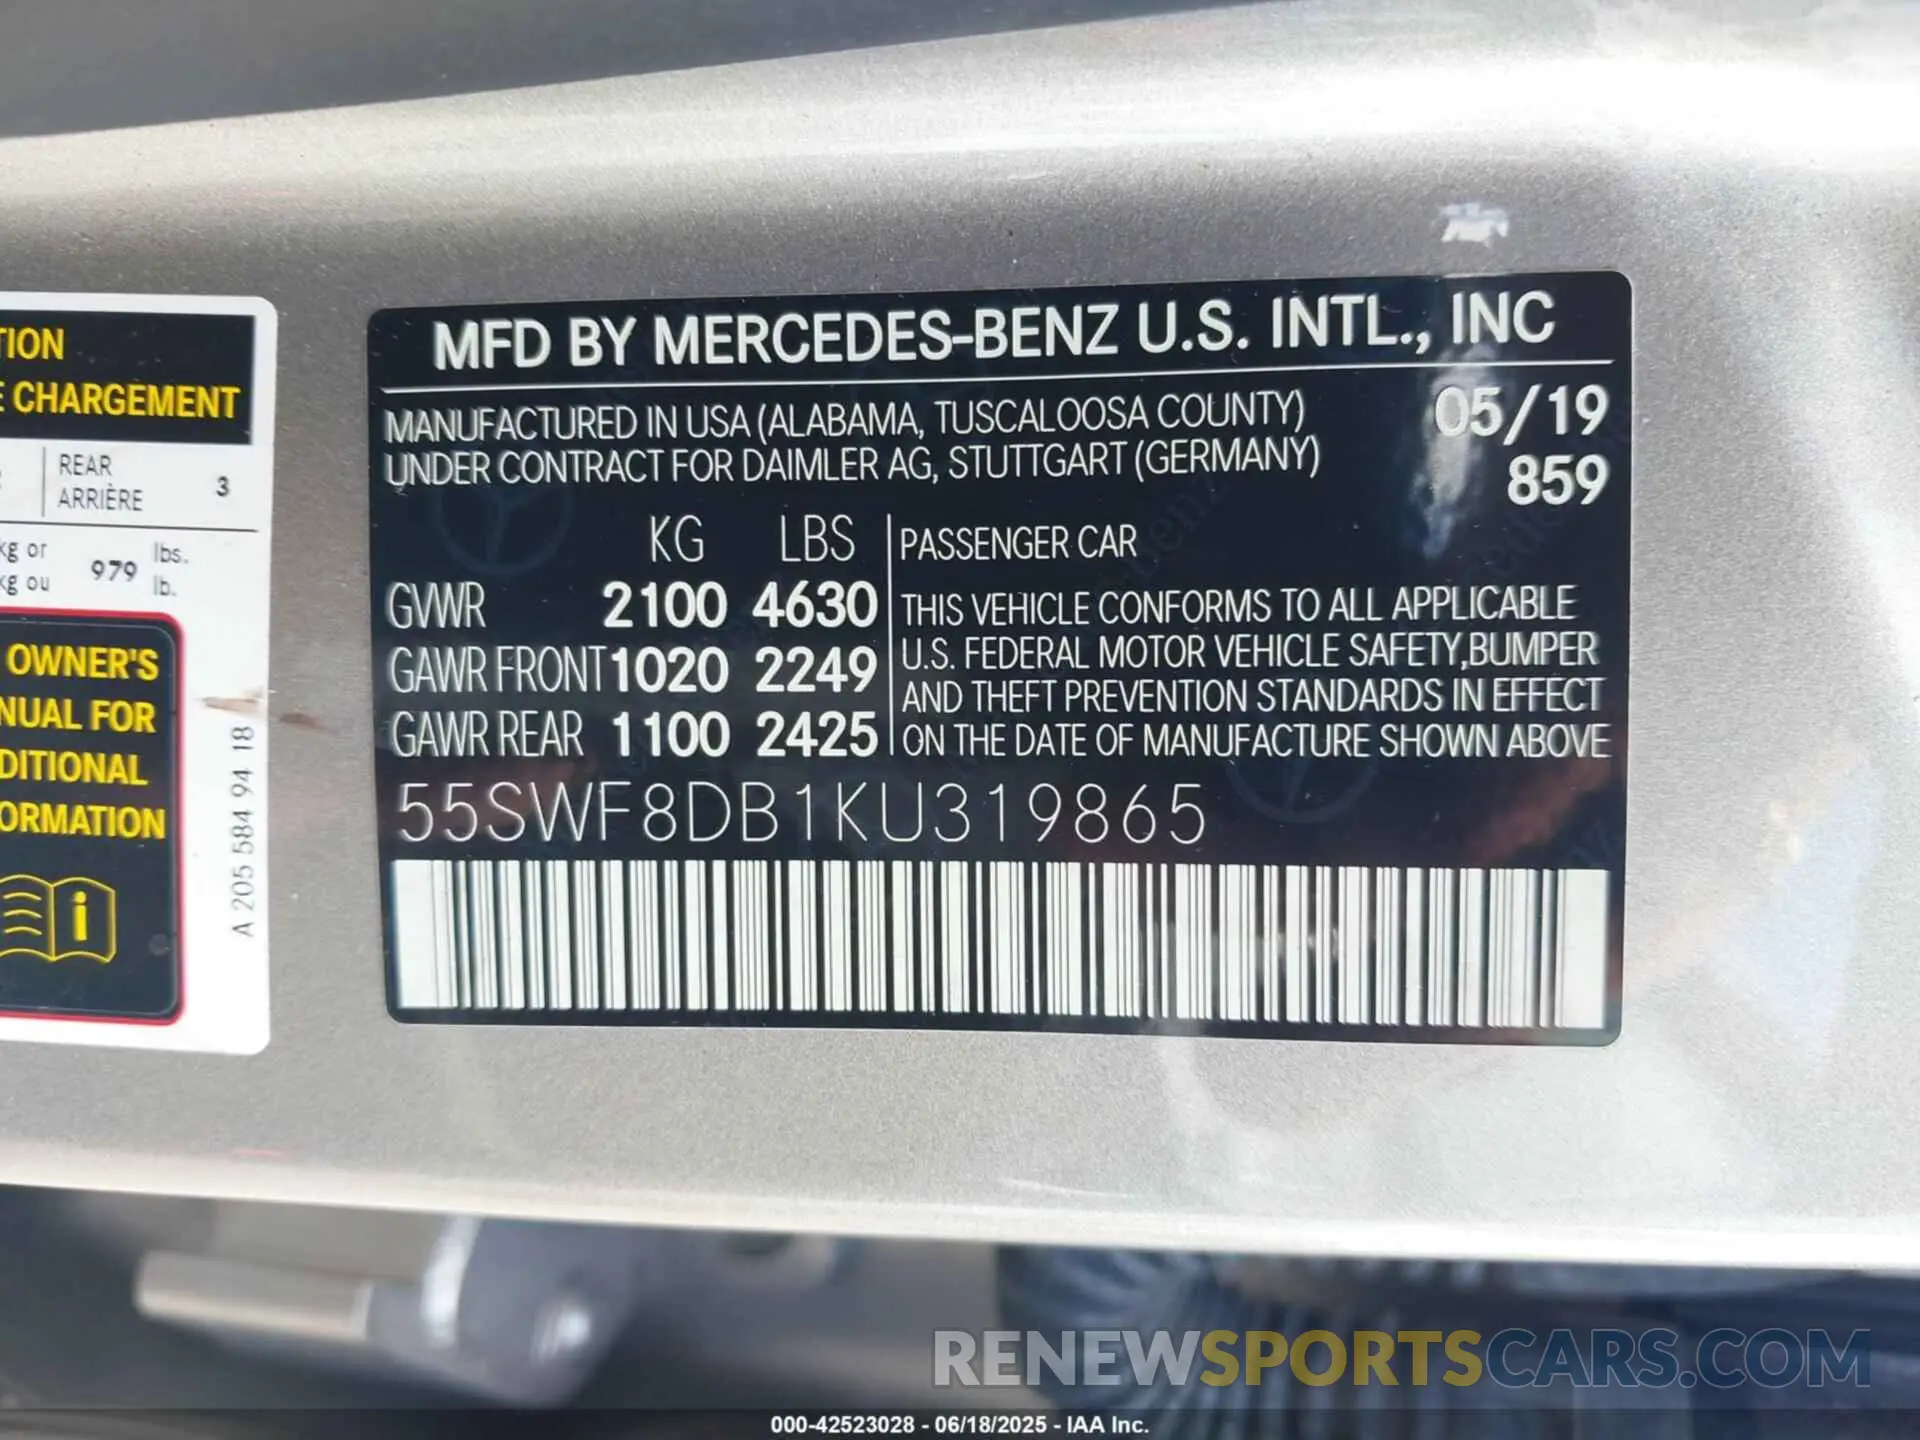 TION
E CHARGEMENT
REAR
ARRIÈRE
3
kg or
kg ou
979
lbs.
lb.
OWNER'S
NUAL FOR
DITIONAL
ORMATION
A 205 584 94 18
MFD BY MERCEDES-BENZ U.S. INTL., INC
MANUFACTURED IN USA (ALABAMA, TUSCALOOSA COUNTY)
UNDER CONTRACT FOR DAIMLER AG, STUTTGART (GERMANY)
05/19
859
KG LBS
GVWR 2100 4630
GAWR FRONT 1020 2249
GAWR REAR 1100 2425
PASSENGER CAR
THIS VEHICLE CONFORMS TO ALL APPLICABLE
U.S. FEDERAL MOTOR VEHICLE SAFETY,BUMPER
AND THEFT PREVENTION STANDARDS IN EFFECT
ON THE DATE OF MANUFACTURE SHOWN ABOVE
55SWF8DB1KU319865
RENEWSPORTSCARS.COM
000-42523028 - 06/18/2025 - IAA Inc.